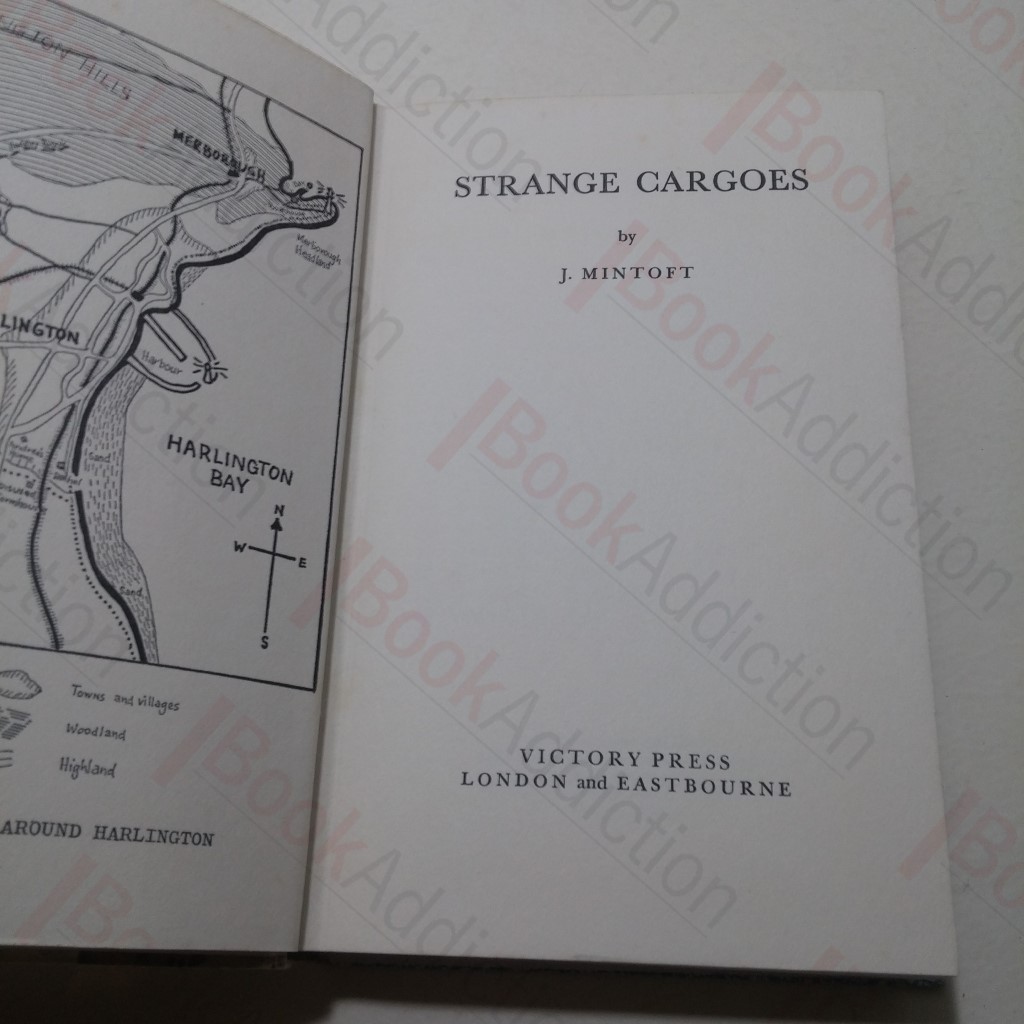 MERBOROUGH
Merborough
Headland
LINGTON
Harbour
HARLINGTON
BAY
Sand
N
W
E
S
Sand
Towns and villages
Woodland
Highland
AROUND HARLINGTON
STRANGE CARGOES
by
J. MINTOFT
VICTORY PRESS
LONDON and EASTBOURNE
BookAddiction